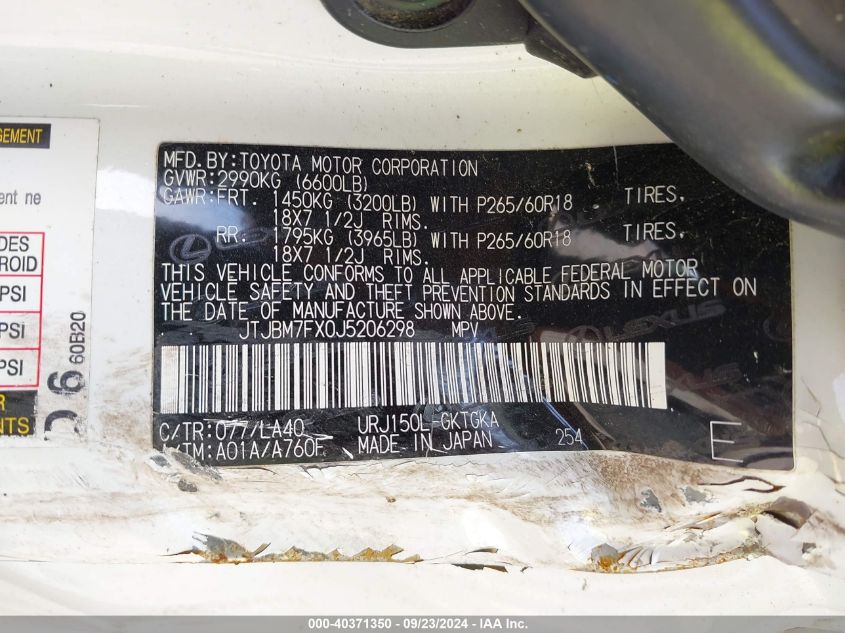 GEMENT
ent ne
DES
ROID
PSI
PSI
PSI
6 60B20
R
NTS
MFD.BY:TOYOTA MOTOR CORPORATION
GVWR:2990KG (6600LB)
GAWR:FRT. 1450KG (3200LB) WITH P265/60R18 TIRES,
18X7 1/2J RIMS.
RR: 1795KG (3965LB) WITH P265/60R18 TIRES,
18X7 1/2J RIMS.
THIS VEHICLE CONFORMS TO ALL APPLICABLE FEDERAL MOTOR
VEHICLE SAFETY AND THEFT PREVENTION STANDARDS IN EFFECT ON
THE DATE OF MANUFACTURE SHOWN ABOVE.
JTJBM7FX0J5206298 MPV
C/TR:077/LA40 URJ150L-GKTGKA
TM:A01A/A760F MADE IN JAPAN 254 E
LEXUS
000-40371350 - 09/23/2024 - IAA Inc.